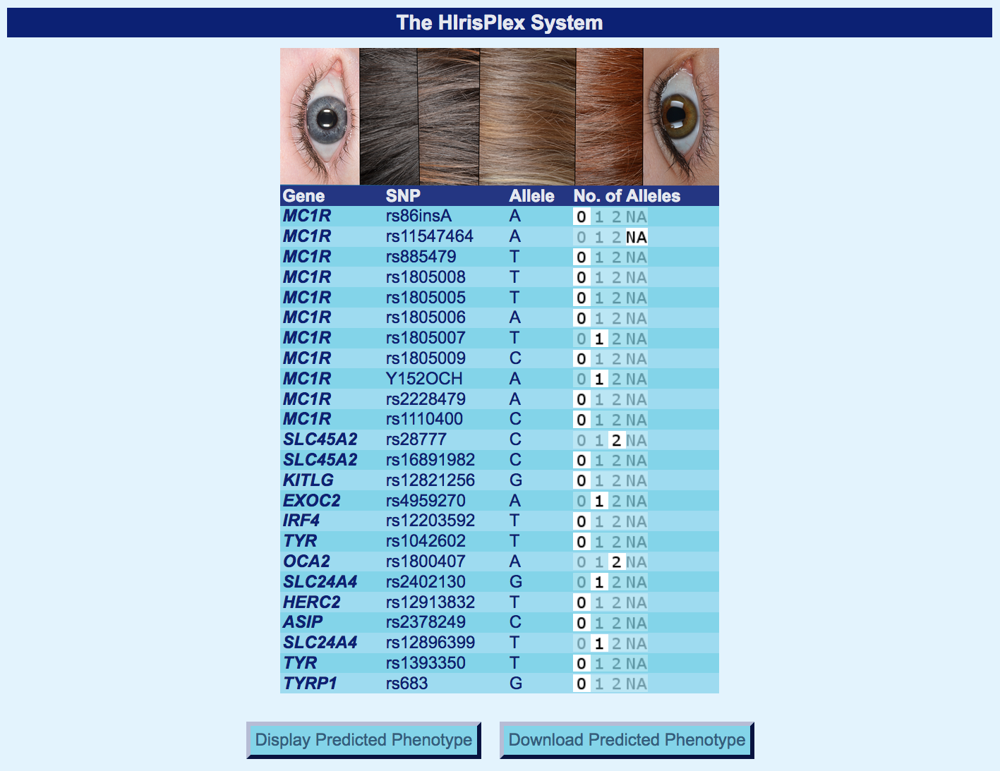 The HIrisPlex System
Gene SNP Allele No. of Alleles
MC1R rs86insA A 0 1 2 NA
MC1R rs11547464 A 0 1 2 NA
MC1R rs885479 T 0 1 2 NA
MC1R rs1805008 T 0 1 2 NA
MC1R rs1805005 T 0 1 2 NA
MC1R rs1805006 A 0 1 2 NA
MC1R rs1805007 T 0 1 2 NA
MC1R rs1805009 C 0 1 2 NA
MC1R Y152OCH A 0 1 2 NA
MC1R rs2228479 A 0 1 2 NA
MC1R rs1110400 C 0 1 2 NA
SLC45A2 rs28777 C 0 1 2 NA
SLC45A2 rs16891982 C 0 1 2 NA
KITLG rs12821256 G 0 1 2 NA
EXOC2 rs4959270 A 0 1 2 NA
IRF4 rs12203592 T 0 1 2 NA
TYR rs1042602 T 0 1 2 NA
OCA2 rs1800407 A 0 1 2 NA
SLC24A4 rs2402130 G 0 1 2 NA
HERC2 rs12913832 T 0 1 2 NA
ASIP rs2378249 C 0 1 2 NA
SLC24A4 rs12896399 T 0 1 2 NA
TYR rs1393350 T 0 1 2 NA
TYRP1 rs683 G 0 1 2 NA
Display Predicted Phenotype Download Predicted Phenotype